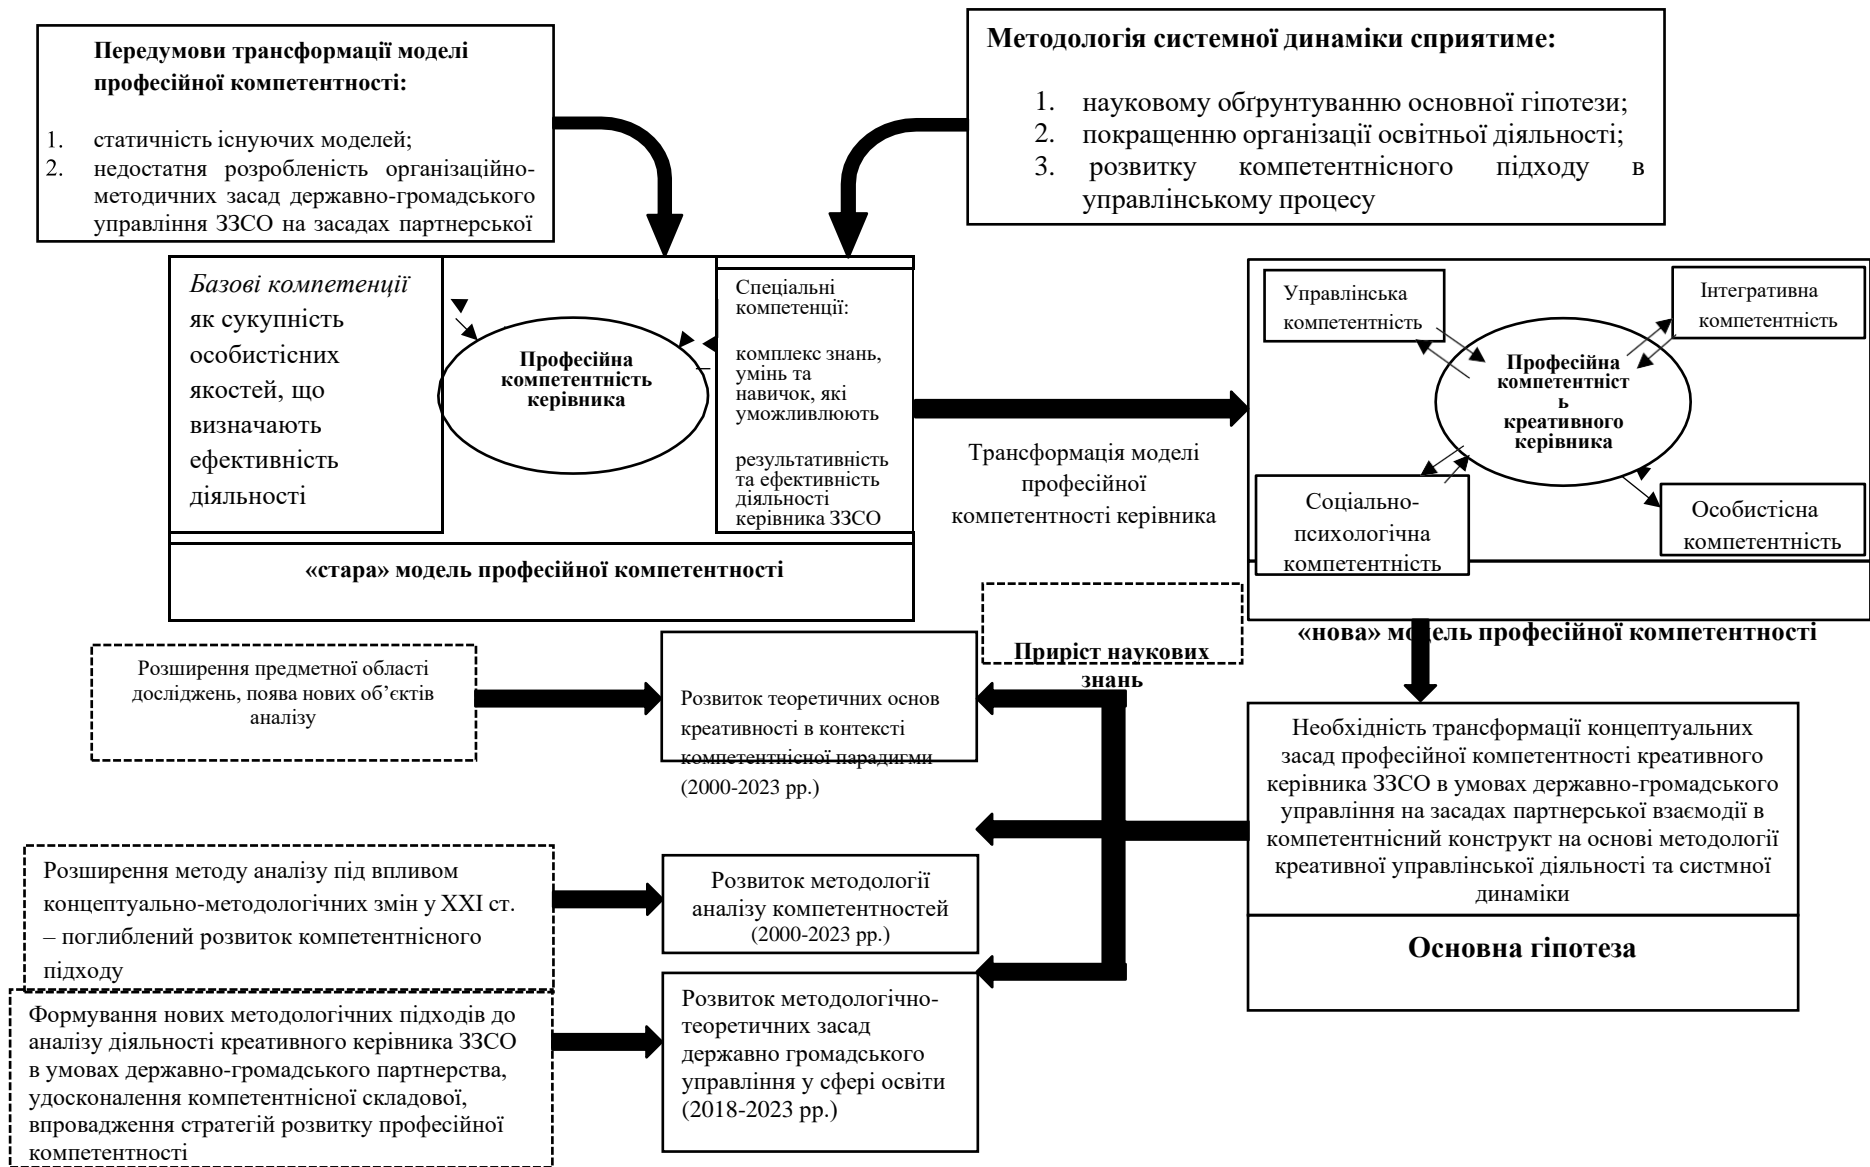 Передумови трансформації моделі
професійної компетентності:
1. статичність існуючих моделей;
2. недостатня розробленість організаційно-
методичних засад державно-громадського
управління ЗЗСО на засадах партнерської
Методологія системної динаміки сприятиме:
1. науковому обґрунтуванню основної гіпотези;
2. покращенню організації освітньої діяльності;
3. розвитку компетентнісного підходу в
управлінському процесу
Базові компетенції
як сукупність
особистісних
якостей, що
визначають
ефективність
діяльності
Професійна
компетентність
керівника
Спеціальні
компетенції:
комплекс знань,
умінь та
навичок, які
уможливлюють
результативність
та ефективність
діяльності
керівника ЗЗСО
«стара» модель професійної компетентності
Трансформація моделі
професійної
компетентності керівника
Управлінська
компетентність
Інтегративна
компетентність
Професійна
компетентніст
ь
креативного
керівника
Соціально-
психологічна
компетентність
Особистісна
компетентність
«нова» модель професійної компетентності
Приріст наукових
знань
Розширення предметної області
досліджень, поява нових об’єктів
аналізу
Розвиток теоретичних основ
креативності в контексті
компетентнісної парадигми
(2000-2023 рр.)
Необхідність трансформації концептуальних
засад професійної компетентності креативного
керівника ЗЗСО в умовах державно-громадського
управління на засадах партнерської взаємодії в
компетентнісний конструкт на основі методології
креативної управлінської діяльності та систмної
динаміки
Основна гіпотеза
Розширення методу аналізу під впливом
концептуально-методологічних змін у ХХІ ст.
– поглиблений розвиток компетентнісного
підходу
Розвиток методології
аналізу компетентностей
(2000-2023 рр.)
Формування нових методологічних підходів до
аналізу діяльності креативного керівника ЗЗСО
в умовах державно-громадського партнерства,
удосконалення компетентнісної складової,
впровадження стратегій розвитку професійної
компетентності
Розвиток методологічно-
теоретичних засад
державно громадського
управління у сфері освіти
(2018-2023 рр.)